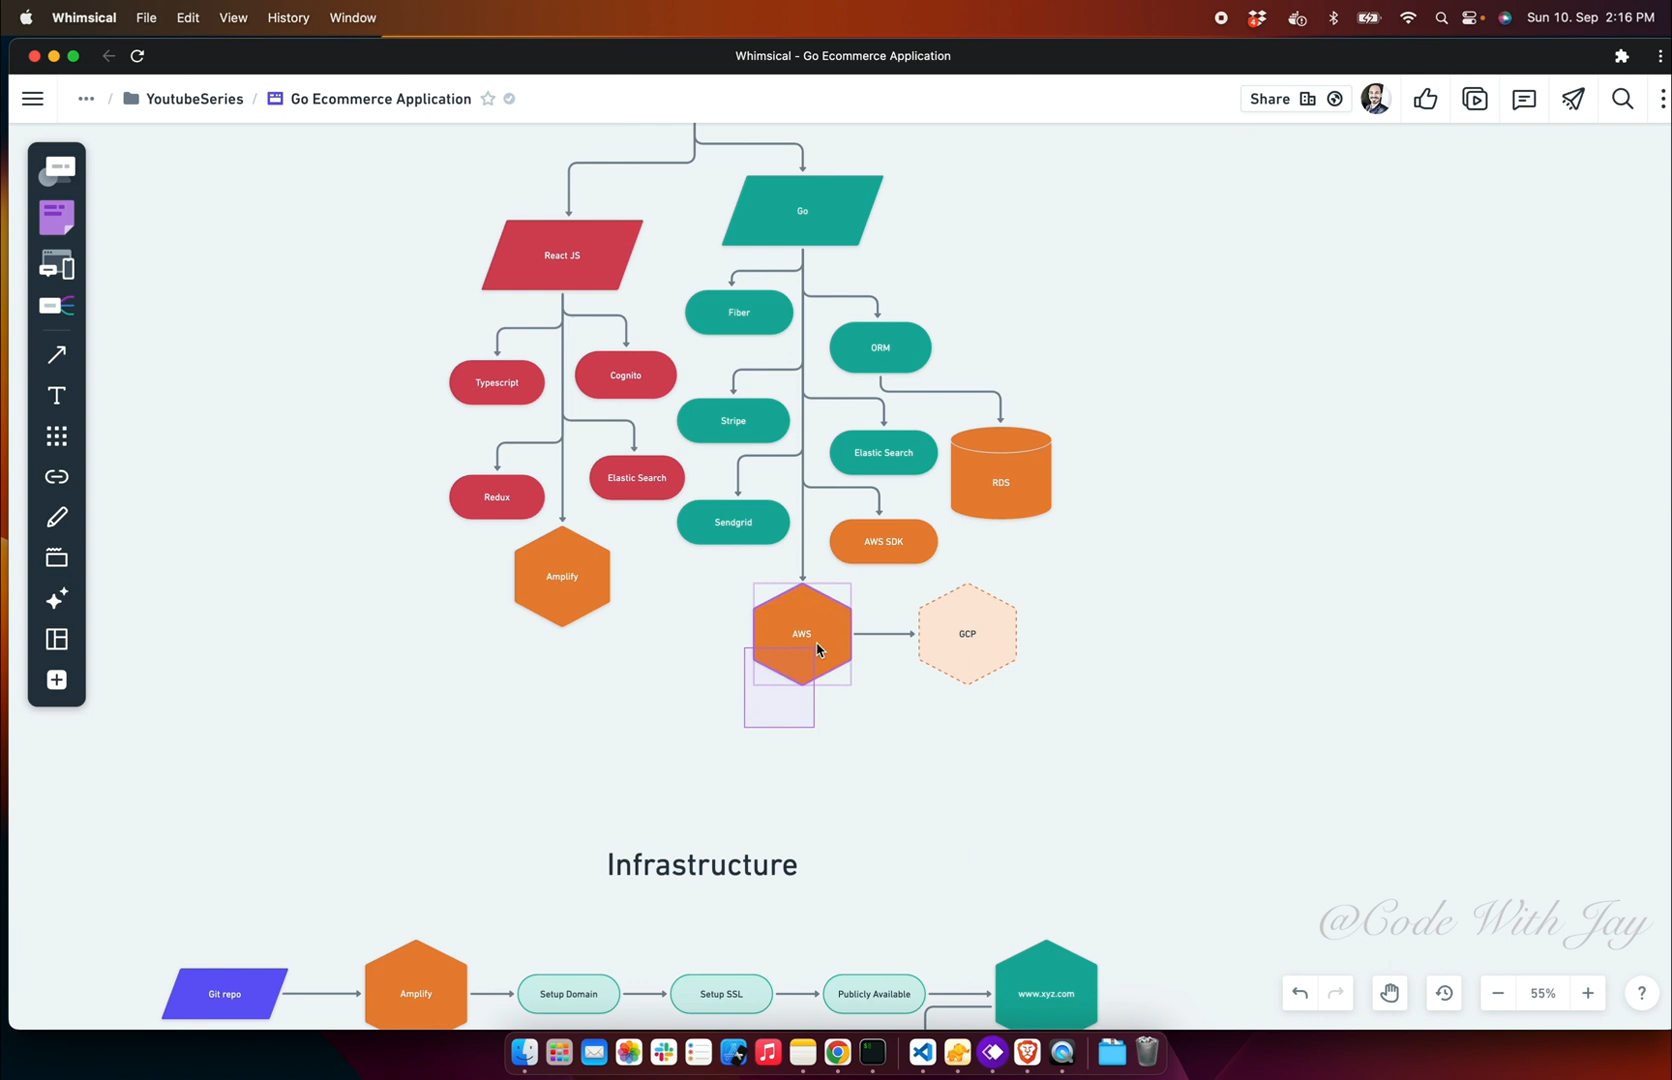 Whimsical File Edit View History Window Sun 10. Sep 2:16 PM
Whimsical - Go Ecommerce Application
... / YoutubeSeries / Go Ecommerce Application Share
Go
React JS
Fiber
ORM
Typescript
Cognito
Stripe
Elastic Search
RDS
Redux
Elastic Search
Sendgrid
AWS SDK
Amplify
AWS
GCP
Infrastructure
@Code With Jay
Git repo
Amplify
Setup Domain
Setup SSL
Publicly Available
www.xyz.com
55%
?